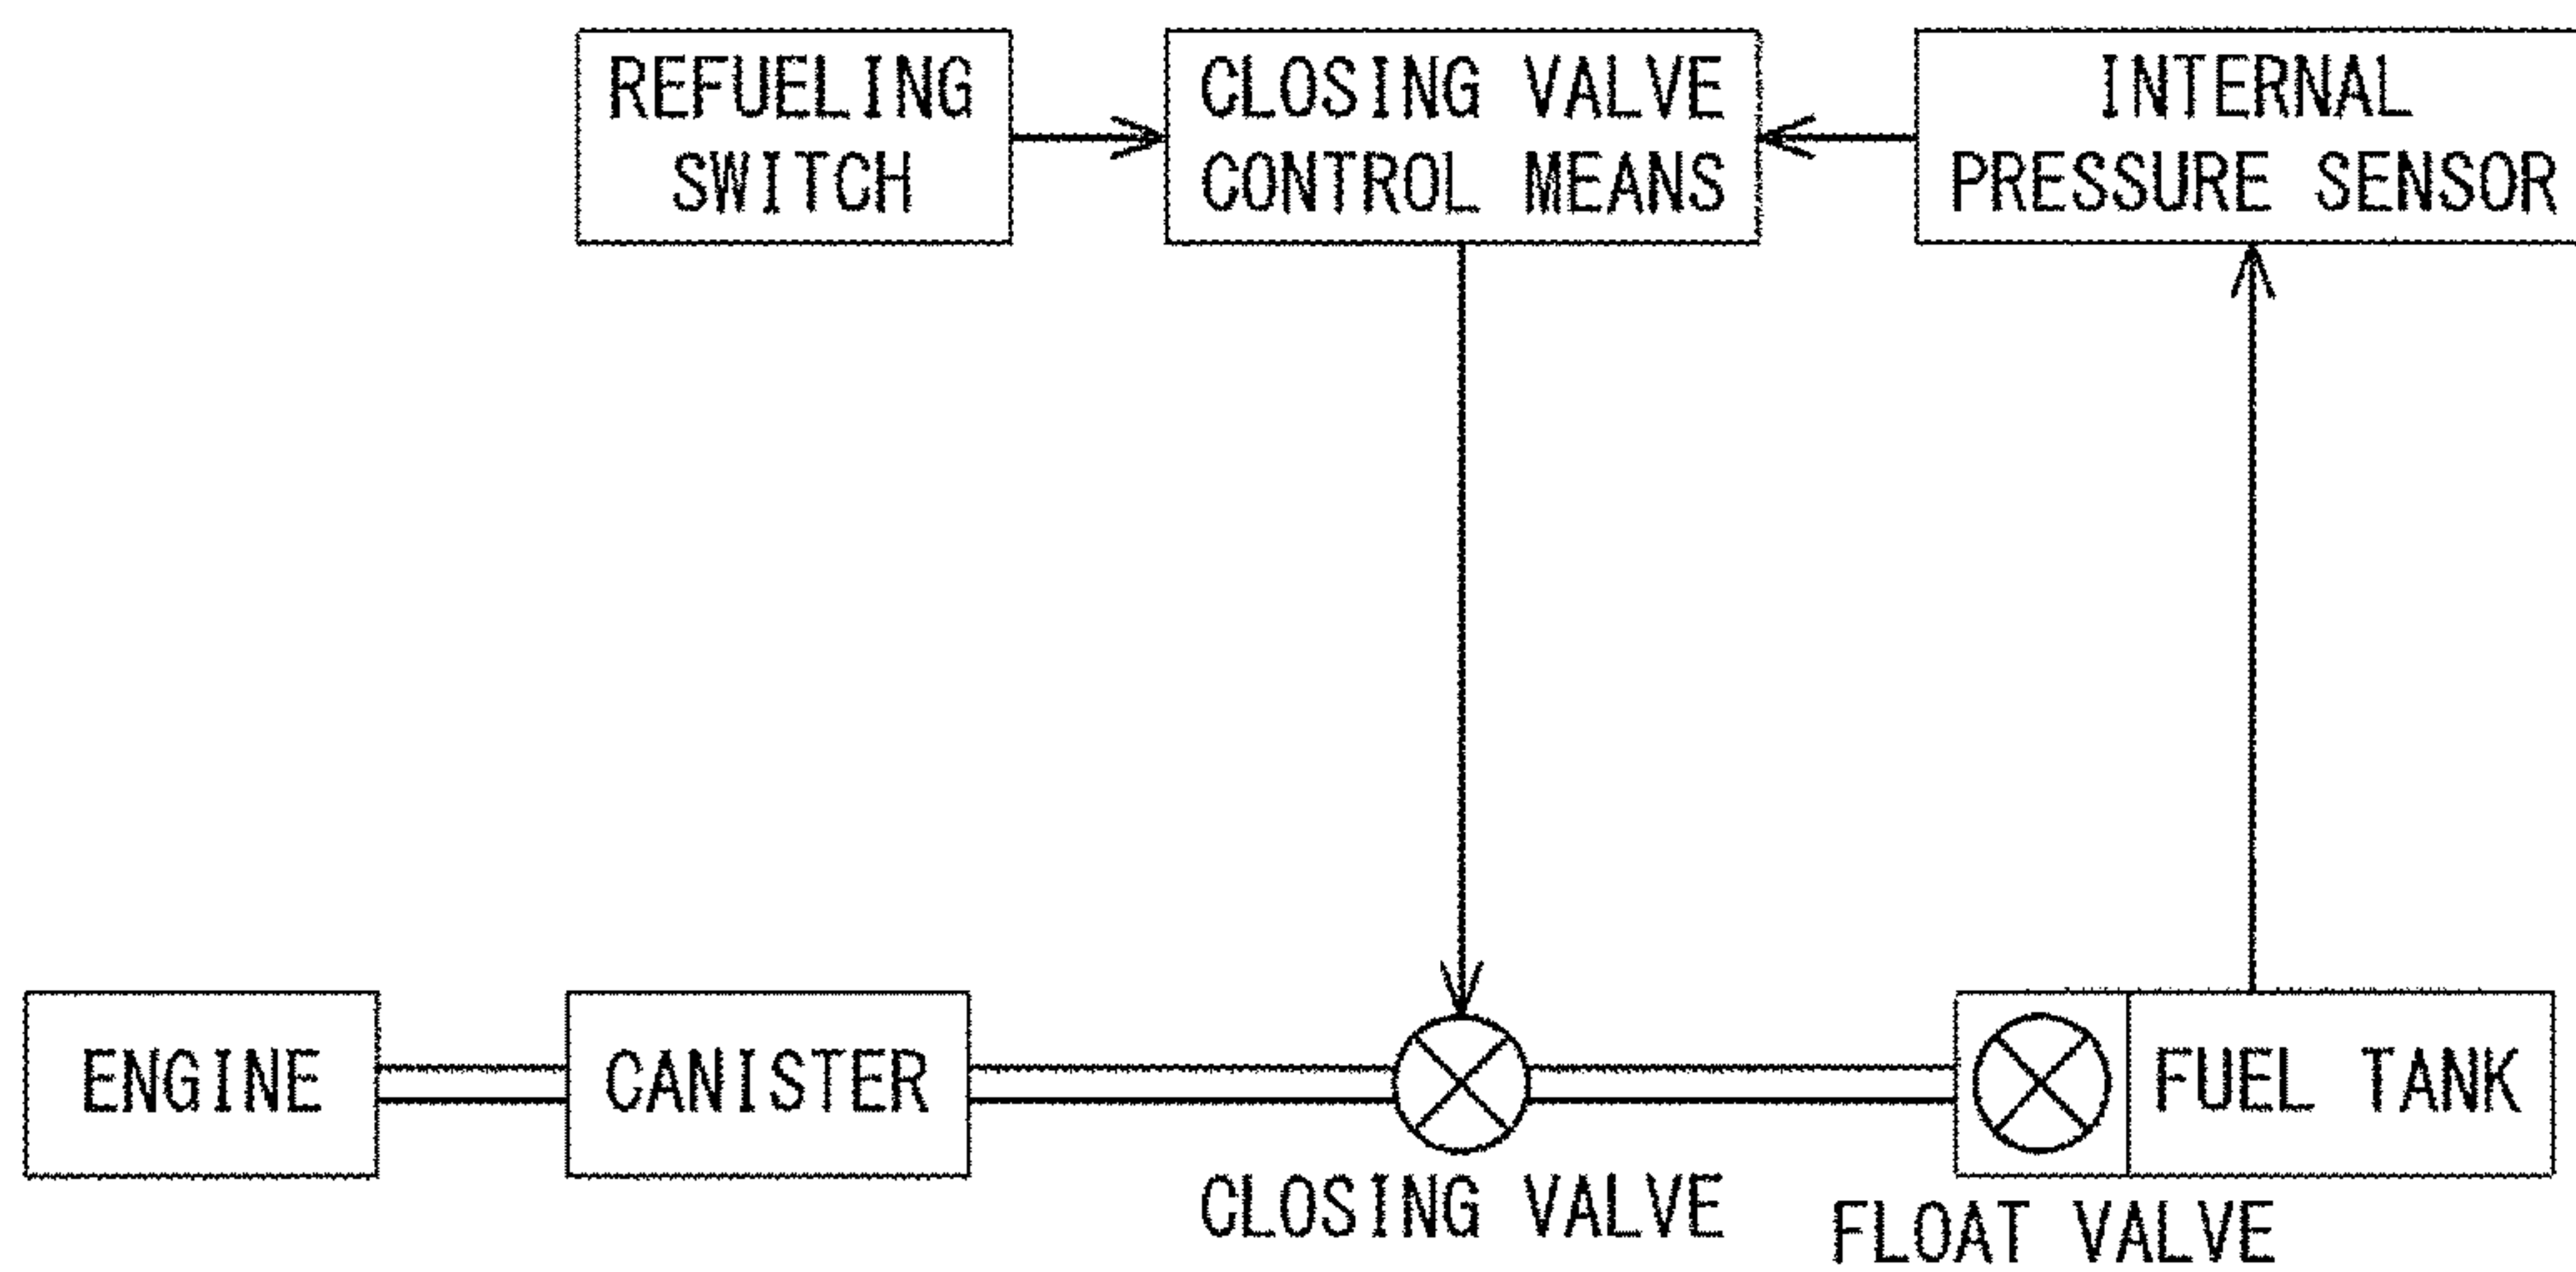 REFUELING
SWITCH
CLOSING VALVE
CONTROL MEANS
INTERNAL
PRESSURE SENSOR
ENGINE
CANISTER
CLOSING VALVE
FUEL TANK
FLOAT VALVE